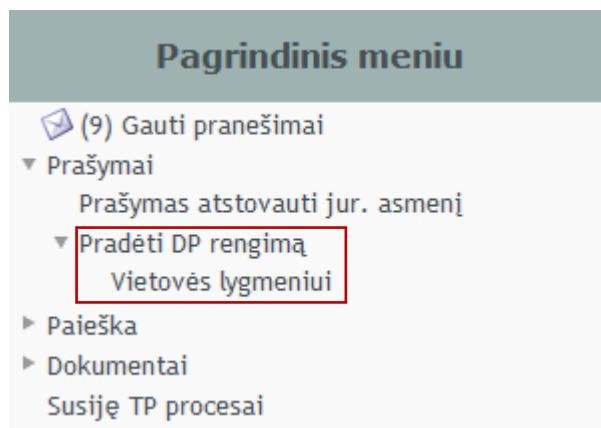 Pagrindinis meniu
(9) Gauti pranešimai
Prašymai
Prašymas atstovauti jur. asmenį
Pradėti DP rengimą
Vietovės lygmeniui
Paieška
Dokumentai
Susiję TP procesai